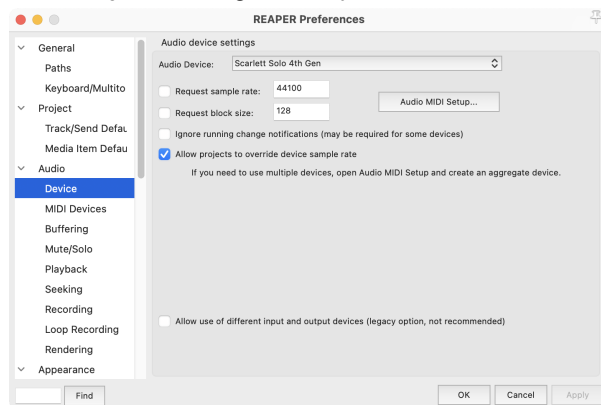 REAPER Preferences
General
Paths
Keyboard/Multito
Project
Track/Send Defau
Media Item Defau
Audio
Device
MIDI Devices
Buffering
Mute/Solo
Playback
Seeking
Recording
Loop Recording
Rendering
Appearance
Find
Audio device settings
Audio Device: Scarlett Solo 4th Gen
Request sample rate: 44100
Request block size: 128
Audio MIDI Setup...
Ignore running change notifications (may be required for some devices)
Allow projects to override device sample rate
If you need to use multiple devices, open Audio MIDI Setup and create an aggregate device.
Allow use of different input and output devices (legacy option, not recommended)
OK Cancel Apply